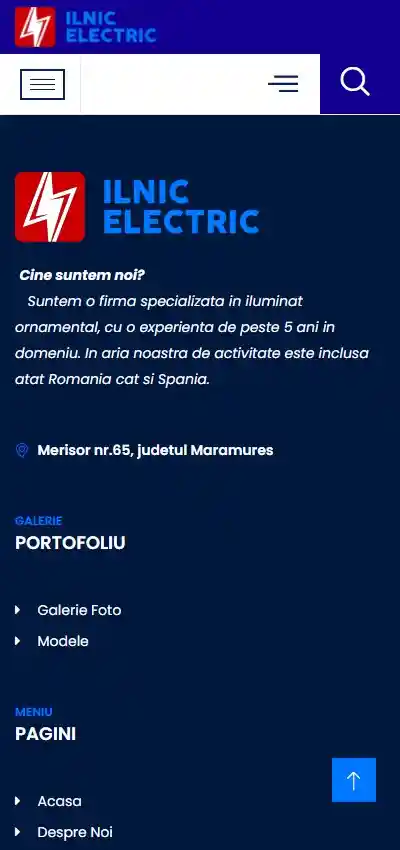 ILNIC
ELECTRIC
ILNIC
ELECTRIC
Cine suntem noi?
Suntem o firma specializata in iluminat
ornamental, cu o experienta de peste 5 ani in
domeniu. In aria noastra de activitate este inclusa
atat Romania cat si Spania.
Merisor nr.65, judetul Maramures
GALERIE
PORTOFOLIU
Galerie Foto
Modele
MENIU
PAGINI
Acasa
Despre Noi